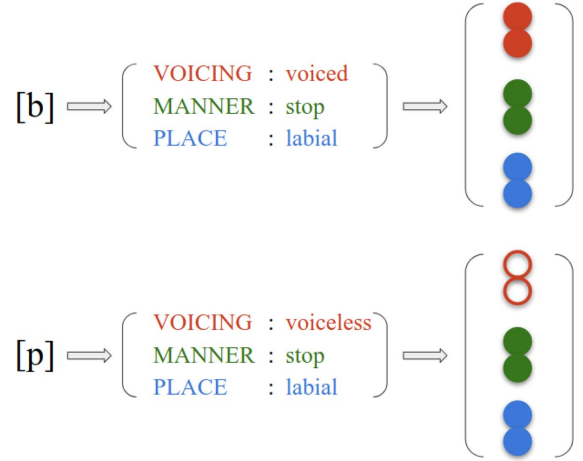 [b]
VOICING : voiced
MANNER : stop
PLACE : labial
[p]
VOICING : voiceless
MANNER : stop
PLACE : labial